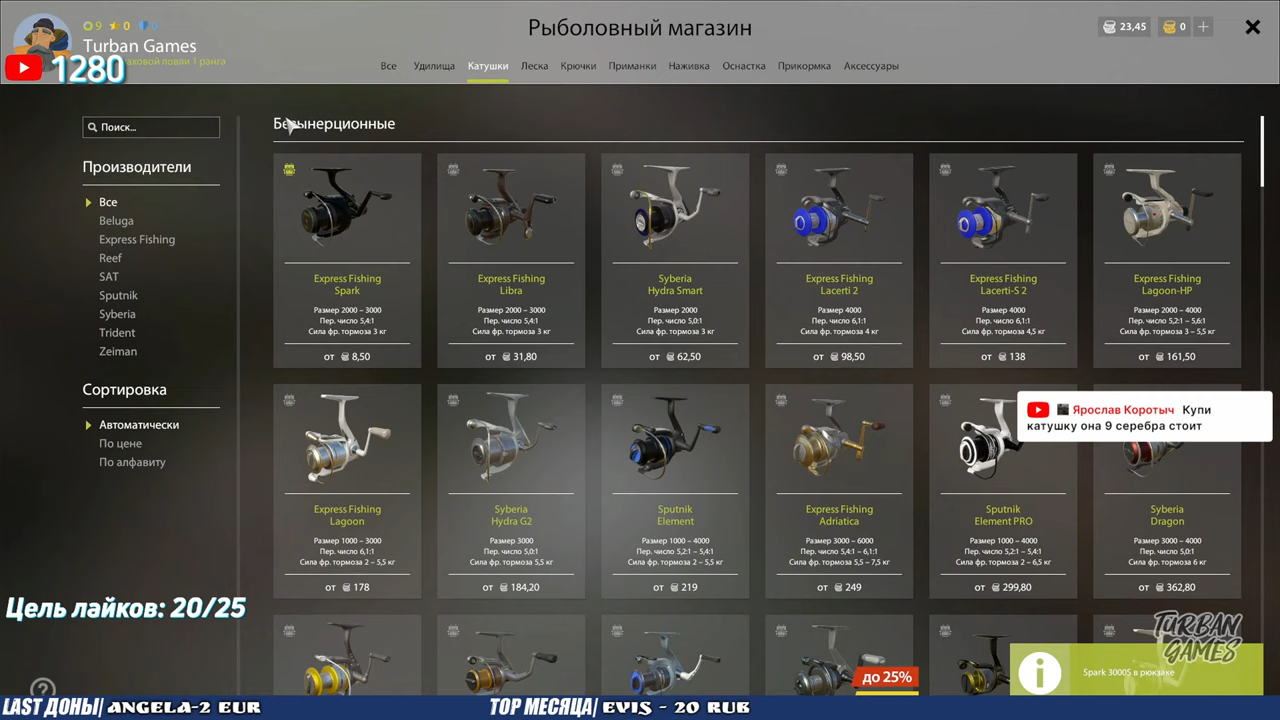 9 0 0
Turban Games
аковой ловли 1 ранга
1280
Рыболовный магазин
23,45 0 +
Все Удилища Катушки Леска Крючки Приманки Наживка Оснастка Прикормка Аксессуары
Поиск...
Производители
Все
Beluga
Express Fishing
Reef
SAT
Sputnik
Syberia
Trident
Zeiman
Сортировка
Автоматически
По цене
По алфавиту
Безынерционные
Express Fishing
Spark
Размер 2000 – 3000
Пер. число 5,4:1
Сила фр. тормоза 3 кг
от 8,50
Express Fishing
Libra
Размер 2000 – 3000
Пер. число 5,4:1
Сила фр. тормоза 3 кг
от 31,80
Syberia
Hydra Smart
Размер 2000
Пер. число 5,0:1
Сила фр. тормоза 3 кг
от 62,50
Express Fishing
Lacerti 2
Размер 4000
Пер. число 6,1:1
Сила фр. тормоза 4 кг
от 98,50
Express Fishing
Lacerti-S 2
Размер 4000
Пер. число 6,1:1
Сила фр. тормоза 4,5 кг
от 138
Express Fishing
Lagoon-HP
Размер 2000 – 4000
Пер. число 5,2:1 – 5,6:1
Сила фр. тормоза 3 – 5,5 кг
от 161,50
Express Fishing
Lagoon
Размер 1000 – 3000
Пер. число 6,1:1
Сила фр. тормоза 2 – 5,5 кг
от 178
Syberia
Hydra G2
Размер 3000
Пер. число 5,0:1
Сила фр. тормоза 5,5 кг
от 184,20
Sputnik
Element
Размер 1000 – 4000
Пер. число 5,2:1 – 5,4:1
Сила фр. тормоза 2 – 5,5 кг
от 219
Express Fishing
Adriatica
Размер 3000 – 6000
Пер. число 5,4:1 – 6,1:1
Сила фр. тормоза 5,5 – 7,5 кг
от 249
Sputnik
Element PRO
Размер 1000 – 4000
Пер. число 5,2:1 – 5,4:1
Сила фр. тормоза 2 – 6,5 кг
от 299,80
Syberia
Dragon
Размер 3000 – 4000
Пер. число 5,0:1
Сила фр. тормоза 6 кг
от 362,80
Ярослав Коротыч Купи
катушку она 9 серебра стоит
Цель лайков: 20/25
до 25%
TURBAN
GAMES
Spark 3000S в рюкзаке
?
LAST ДОНЫ| ANGELA-2 EUR
TOP МЕСЯЦА| EVIS - 20 RUB